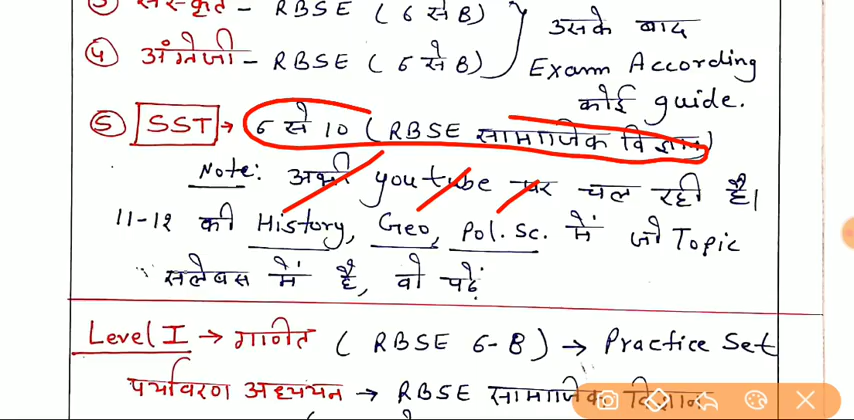 ③ संस्कृत - RBSE ( 6 से 8 )
उसके बाद
④ अंग्रेजी - RBSE ( 6 से 8 )
Exam According
कोई guide.
⑤ SST → 6 से 10 ( RBSE सामाजिक विज्ञान )
Note: अभी youtube पर चल रही है।
11-12 की History, Geo, Pol. Sc. में जो Topic
सलेबस में है, वो पढ़ें
Level I → गणित ( RBSE 6-8 ) → Practice Set
पर्यावरण अध्ययन → RBSE सामाजिक विज्ञान